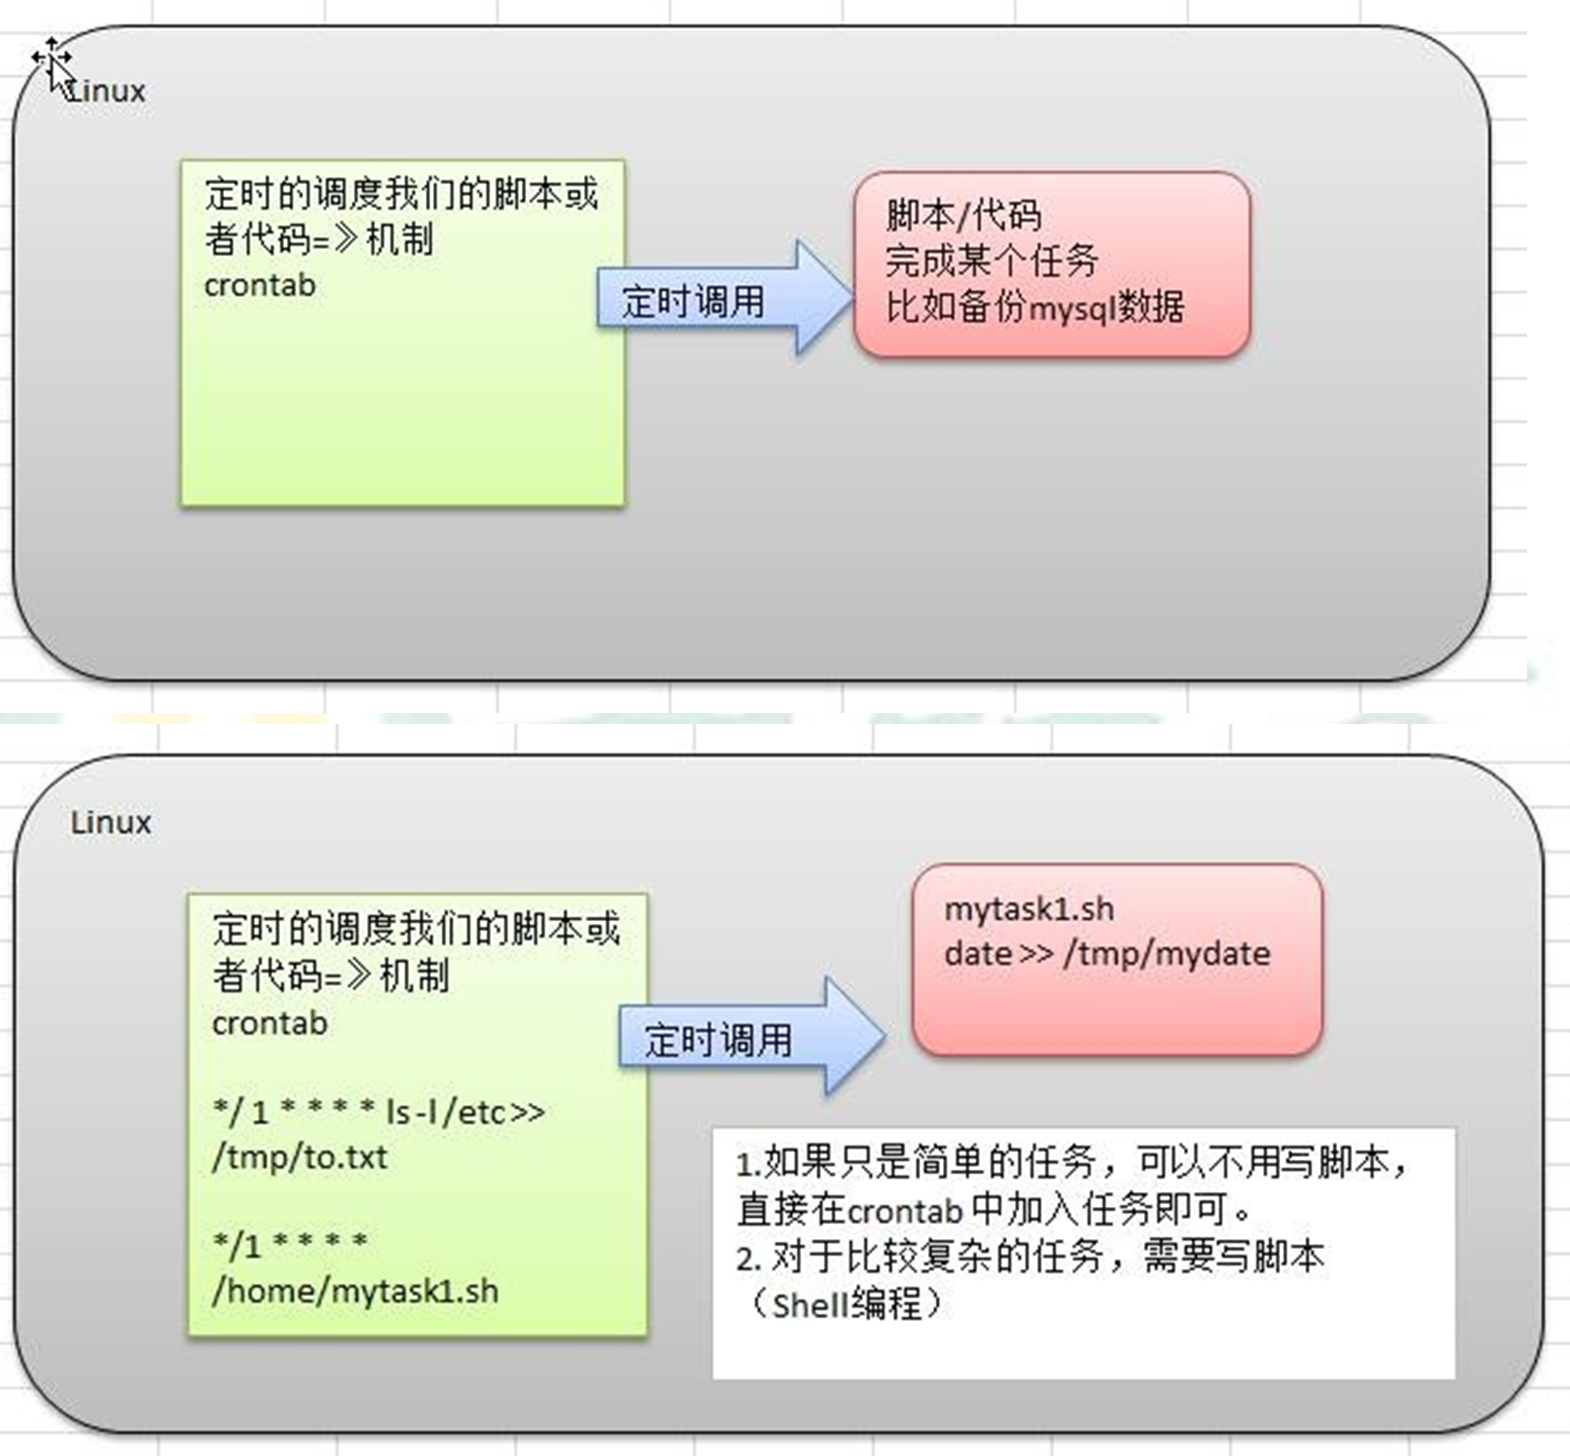 Linux
定时的调度我们的脚本或
者代码=》机制
crontab
定时调用
脚本/代码
完成某个任务
比如备份mysql数据
Linux
定时的调度我们的脚本或
者代码=》机制
crontab
*/ 1 * * * * ls -l /etc >>
/tmp/to.txt
*/1 * * * *
/home/mytask1.sh
定时调用
mytask1.sh
date >> /tmp/mydate
1.如果只是简单的任务，可以不用写脚本，
直接在crontab 中加入任务即可。
2. 对于比较复杂的任务，需要写脚本
（Shell编程）